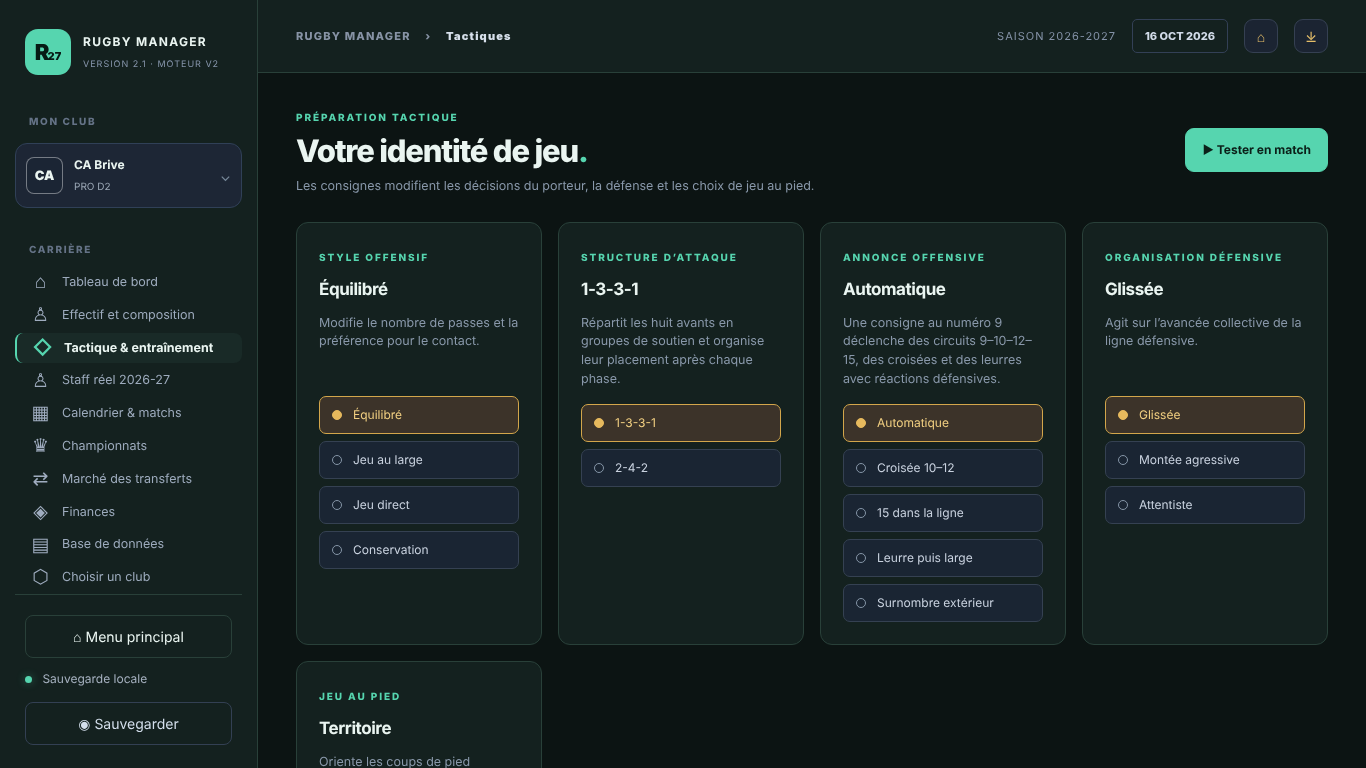 R27
RUGBY MANAGER
VERSION 2.1 · MOTEUR V2
MON CLUB
CA
CA Brive
PRO D2
CARRIÈRE
Tableau de bord
Effectif et composition
Tactique & entraînement
Staff réel 2026-27
Calendrier & matchs
Championnats
Marché des transferts
Finances
Base de données
Choisir un club
Menu principal
Sauvegarde locale
Sauvegarder
RUGBY MANAGER › Tactiques
SAISON 2026-2027
16 OCT 2026
PRÉPARATION TACTIQUE
Votre identité de jeu.
Les consignes modifient les décisions du porteur, la défense et les choix de jeu au pied.
Tester en match
STYLE OFFENSIF
Équilibré
Modifie le nombre de passes et la
préférence pour le contact.
Équilibré
Jeu au large
Jeu direct
Conservation
STRUCTURE D’ATTAQUE
1-3-3-1
Répartit les huit avants en
groupes de soutien et organise
leur placement après chaque
phase.
1-3-3-1
2-4-2
ANNONCE OFFENSIVE
Automatique
Une consigne au numéro 9
déclenche des circuits 9–10–12–
15, des croisées et des leurres
avec réactions défensives.
Automatique
Croisée 10–12
15 dans la ligne
Leurre puis large
Surnombre extérieur
ORGANISATION DÉFENSIVE
Glissée
Agit sur l’avancée collective de la
ligne défensive.
Glissée
Montée agressive
Attentiste
JEU AU PIED
Territoire
Oriente les coups de pied